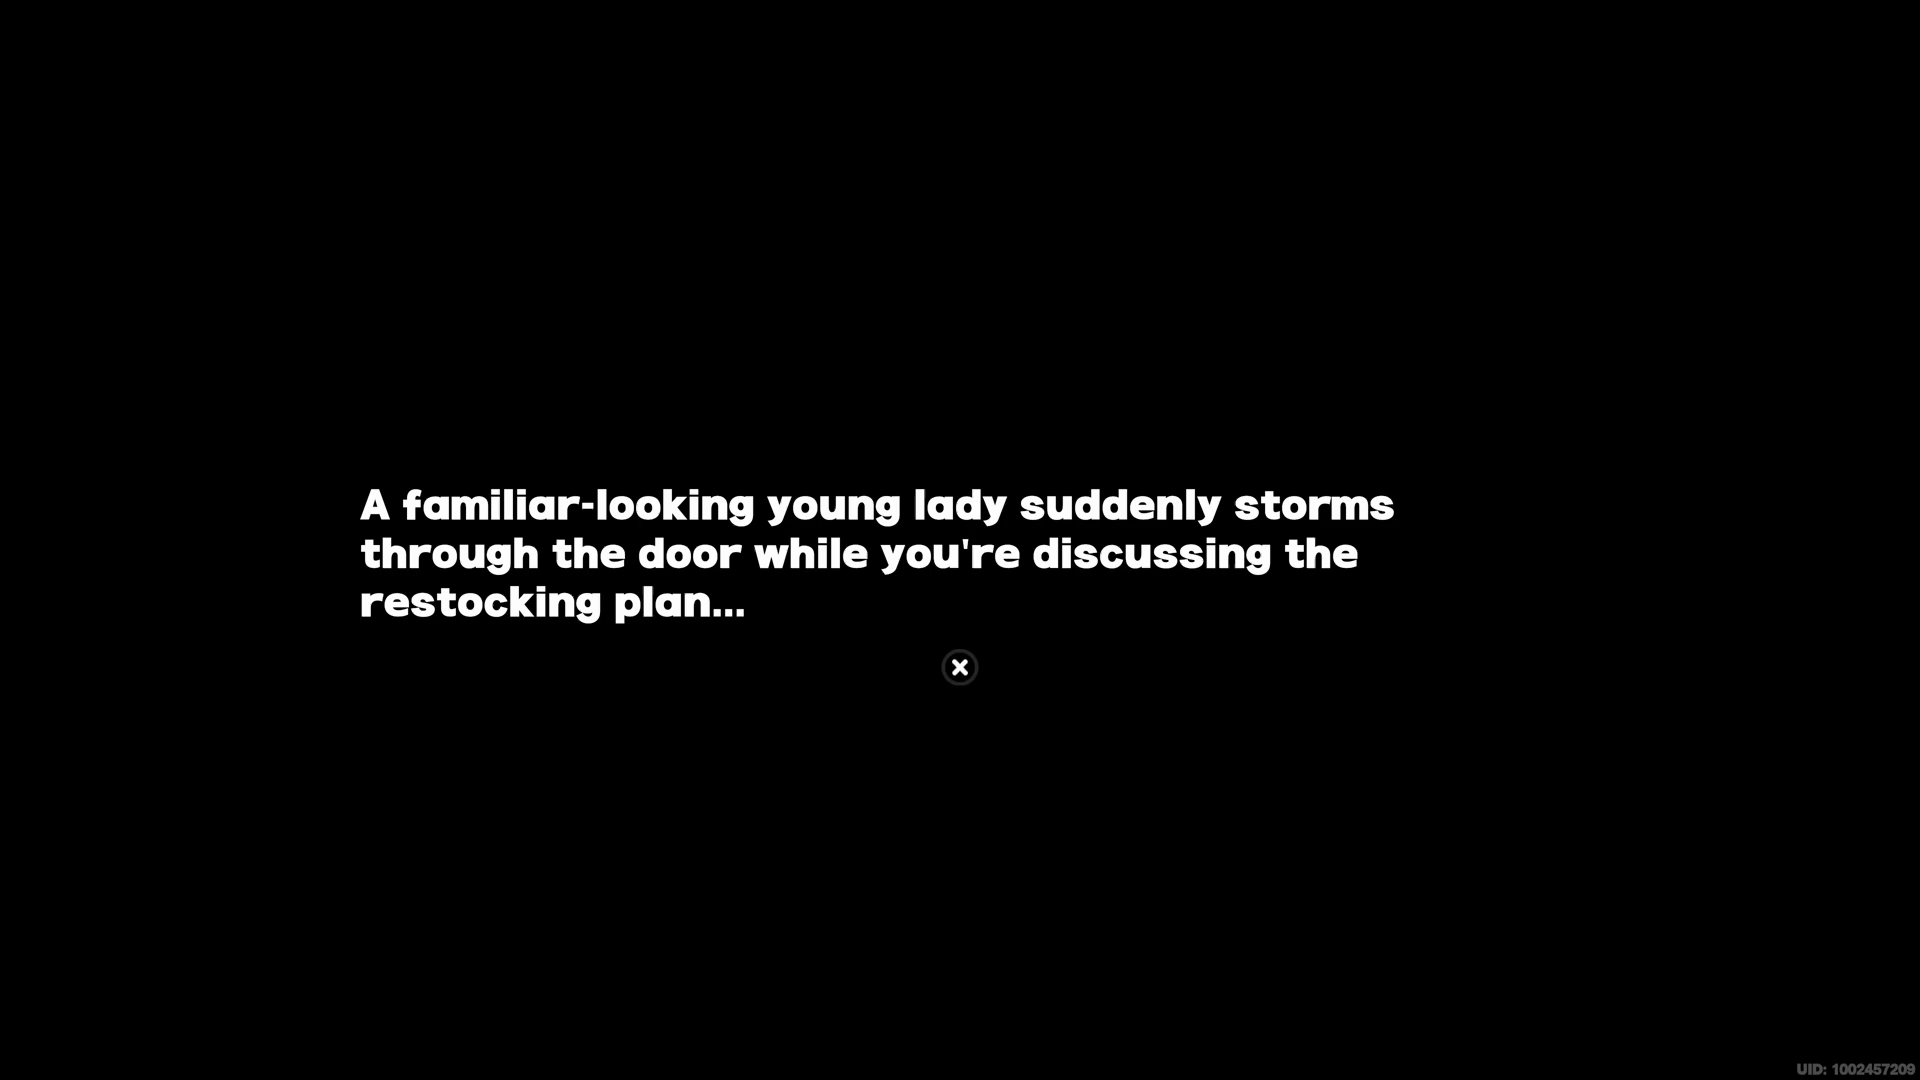 A familiar-looking young lady suddenly storms
through the door while you're discussing the
restocking plan...
UID: 1002457209